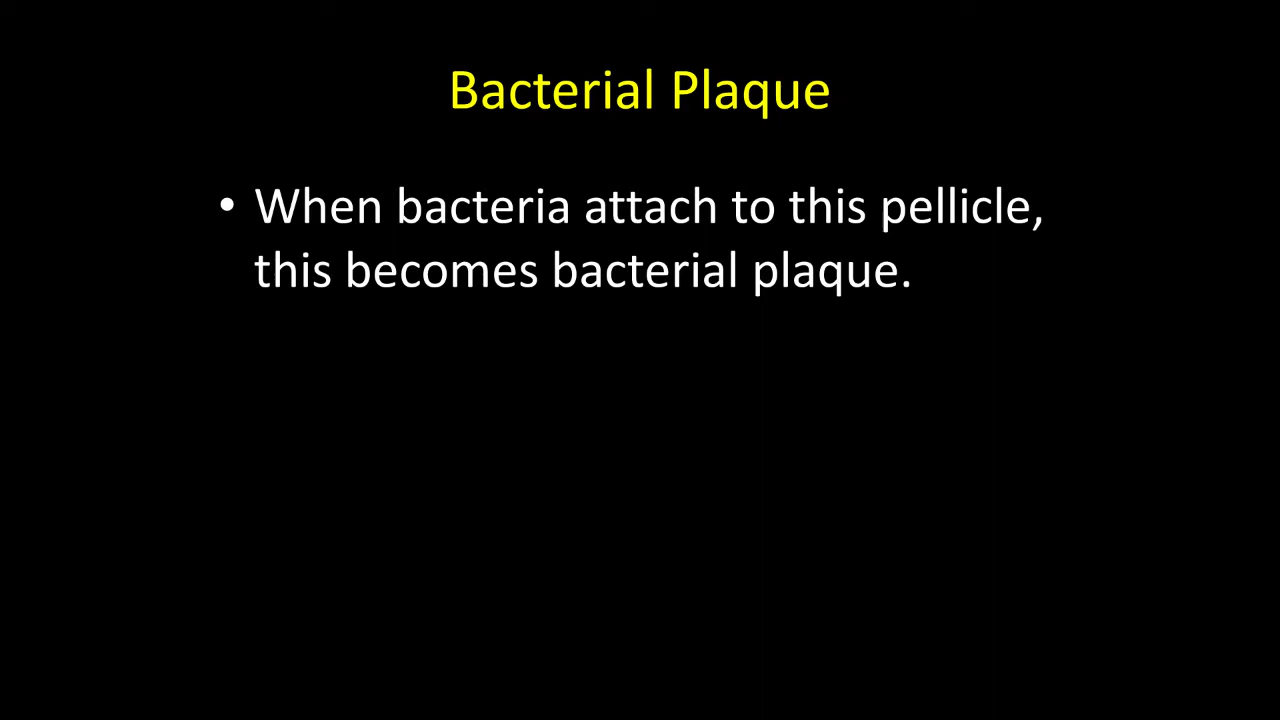 Bacterial Plaque
• When bacteria attach to this pellicle,
this becomes bacterial plaque.